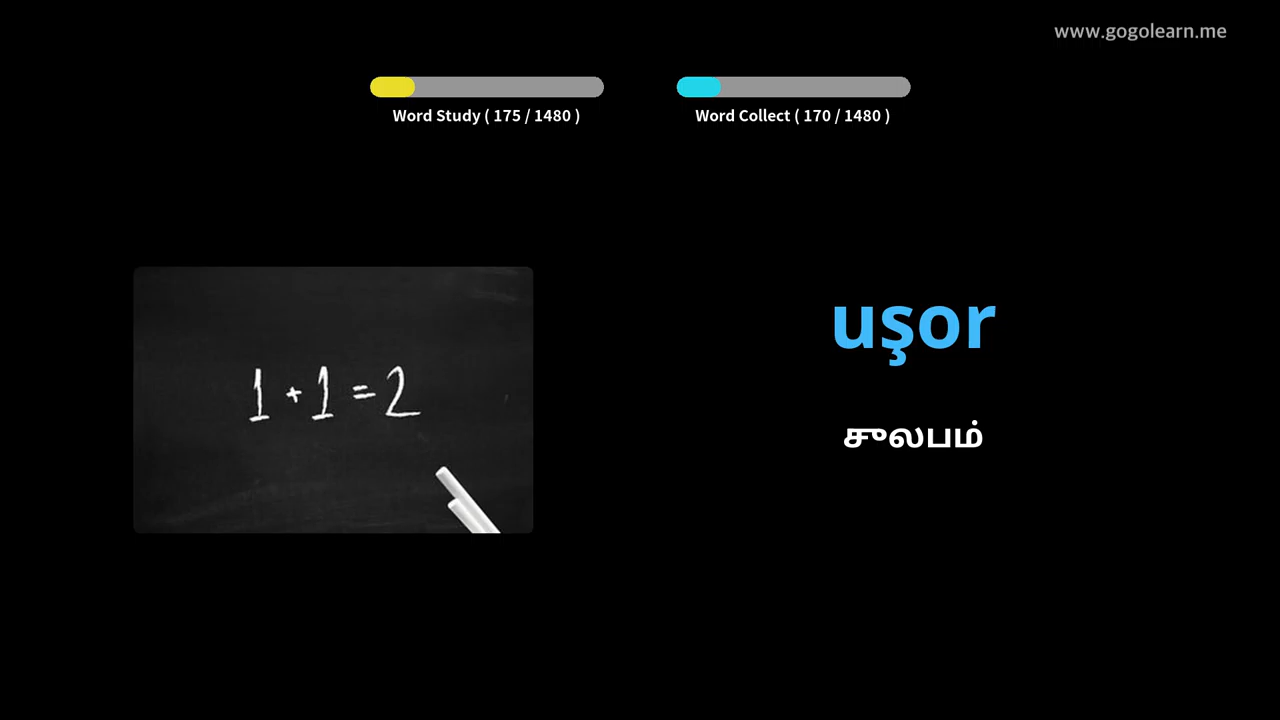 www.gogolearn.me
Word Study ( 175 / 1480 )
Word Collect ( 170 / 1480 )
1 + 1 = 2
uşor
சுலபம்